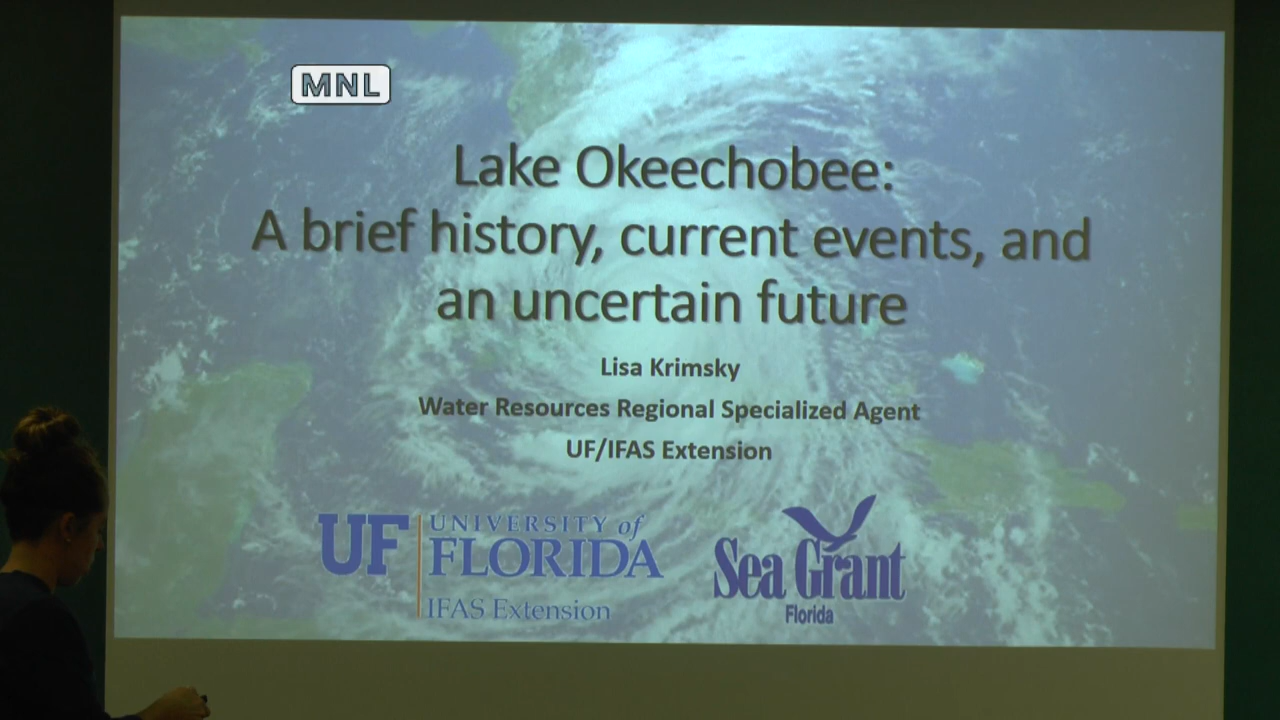 MNL
Lake Okeechobee:
A brief history, current events, and
an uncertain future
Lisa Krimsky
Water Resources Regional Specialized Agent
UF/IFAS Extension
UF UNIVERSITY of
FLORIDA
IFAS Extension
Sea Grant
Florida